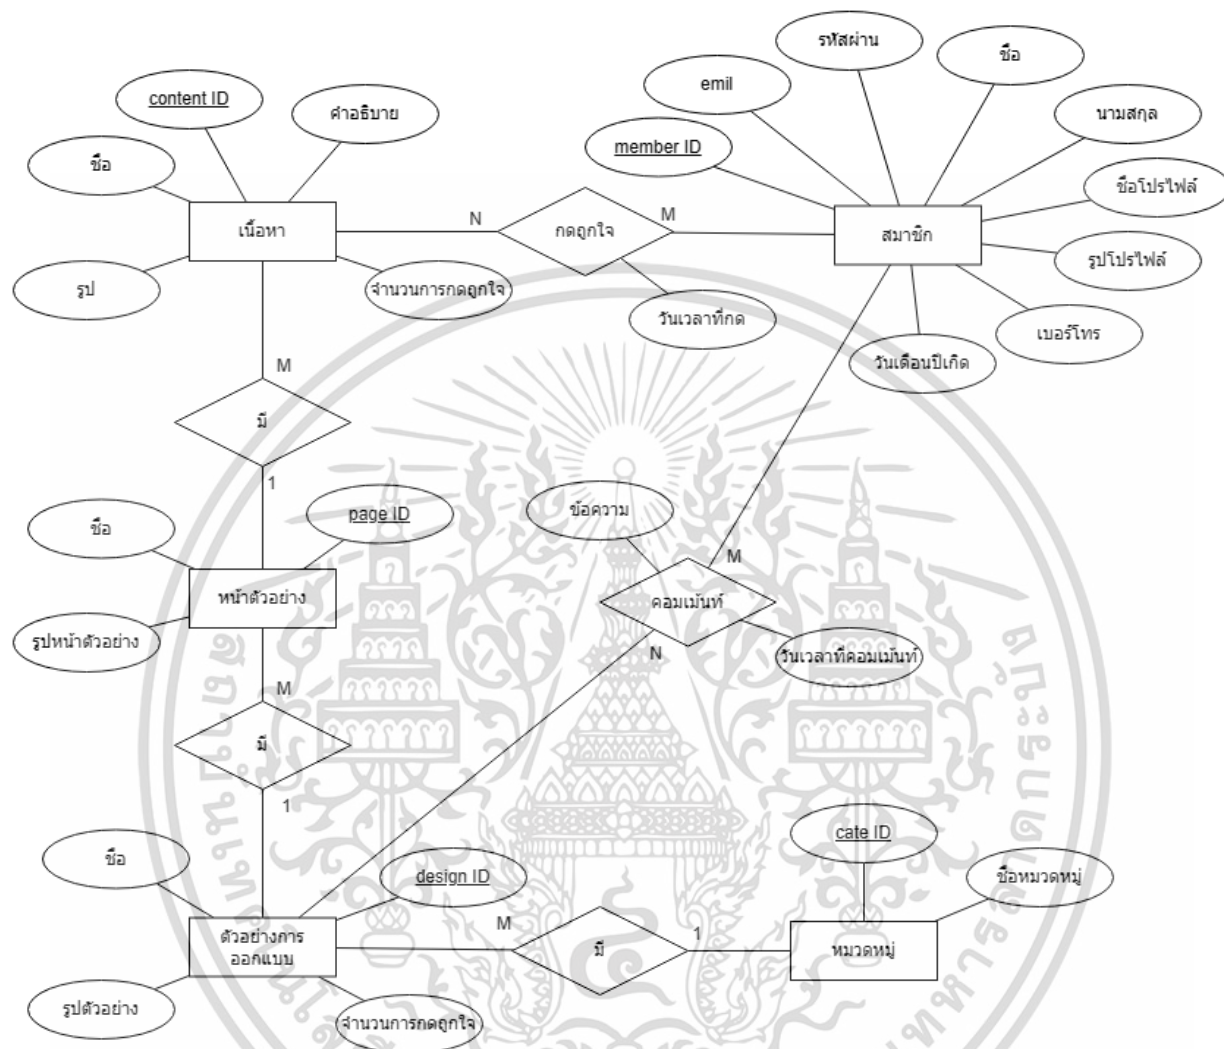 รหัสผ่าน
ชื่อ
emil
content ID
คำอธิบาย
นามสกุล
member ID
ชื่อ
ชื่อโปรไฟล์
N
M
เนื้อหา
กดถูกใจ
สมาชิก
รูปโปรไฟล์
รูป
จำนวนการกดถูกใจ
วันเวลาที่กด
เบอร์โทร
วันเดือนปีเกิด
M
มี
1
ชื่อ
page ID
ข้อความ
M
หน้าตัวอย่าง
คอมเม้นท์
รูปหน้าตัวอย่าง
N
วันเวลาที่คอมเม้นท์
M
มี
1
cate ID
ชื่อ
design ID
ชื่อหมวดหมู่
M
1
ตัวอย่างการ
ออกแบบ
มี
หมวดหมู่
รูปตัวอย่าง
จำนวนการกดถูกใจ